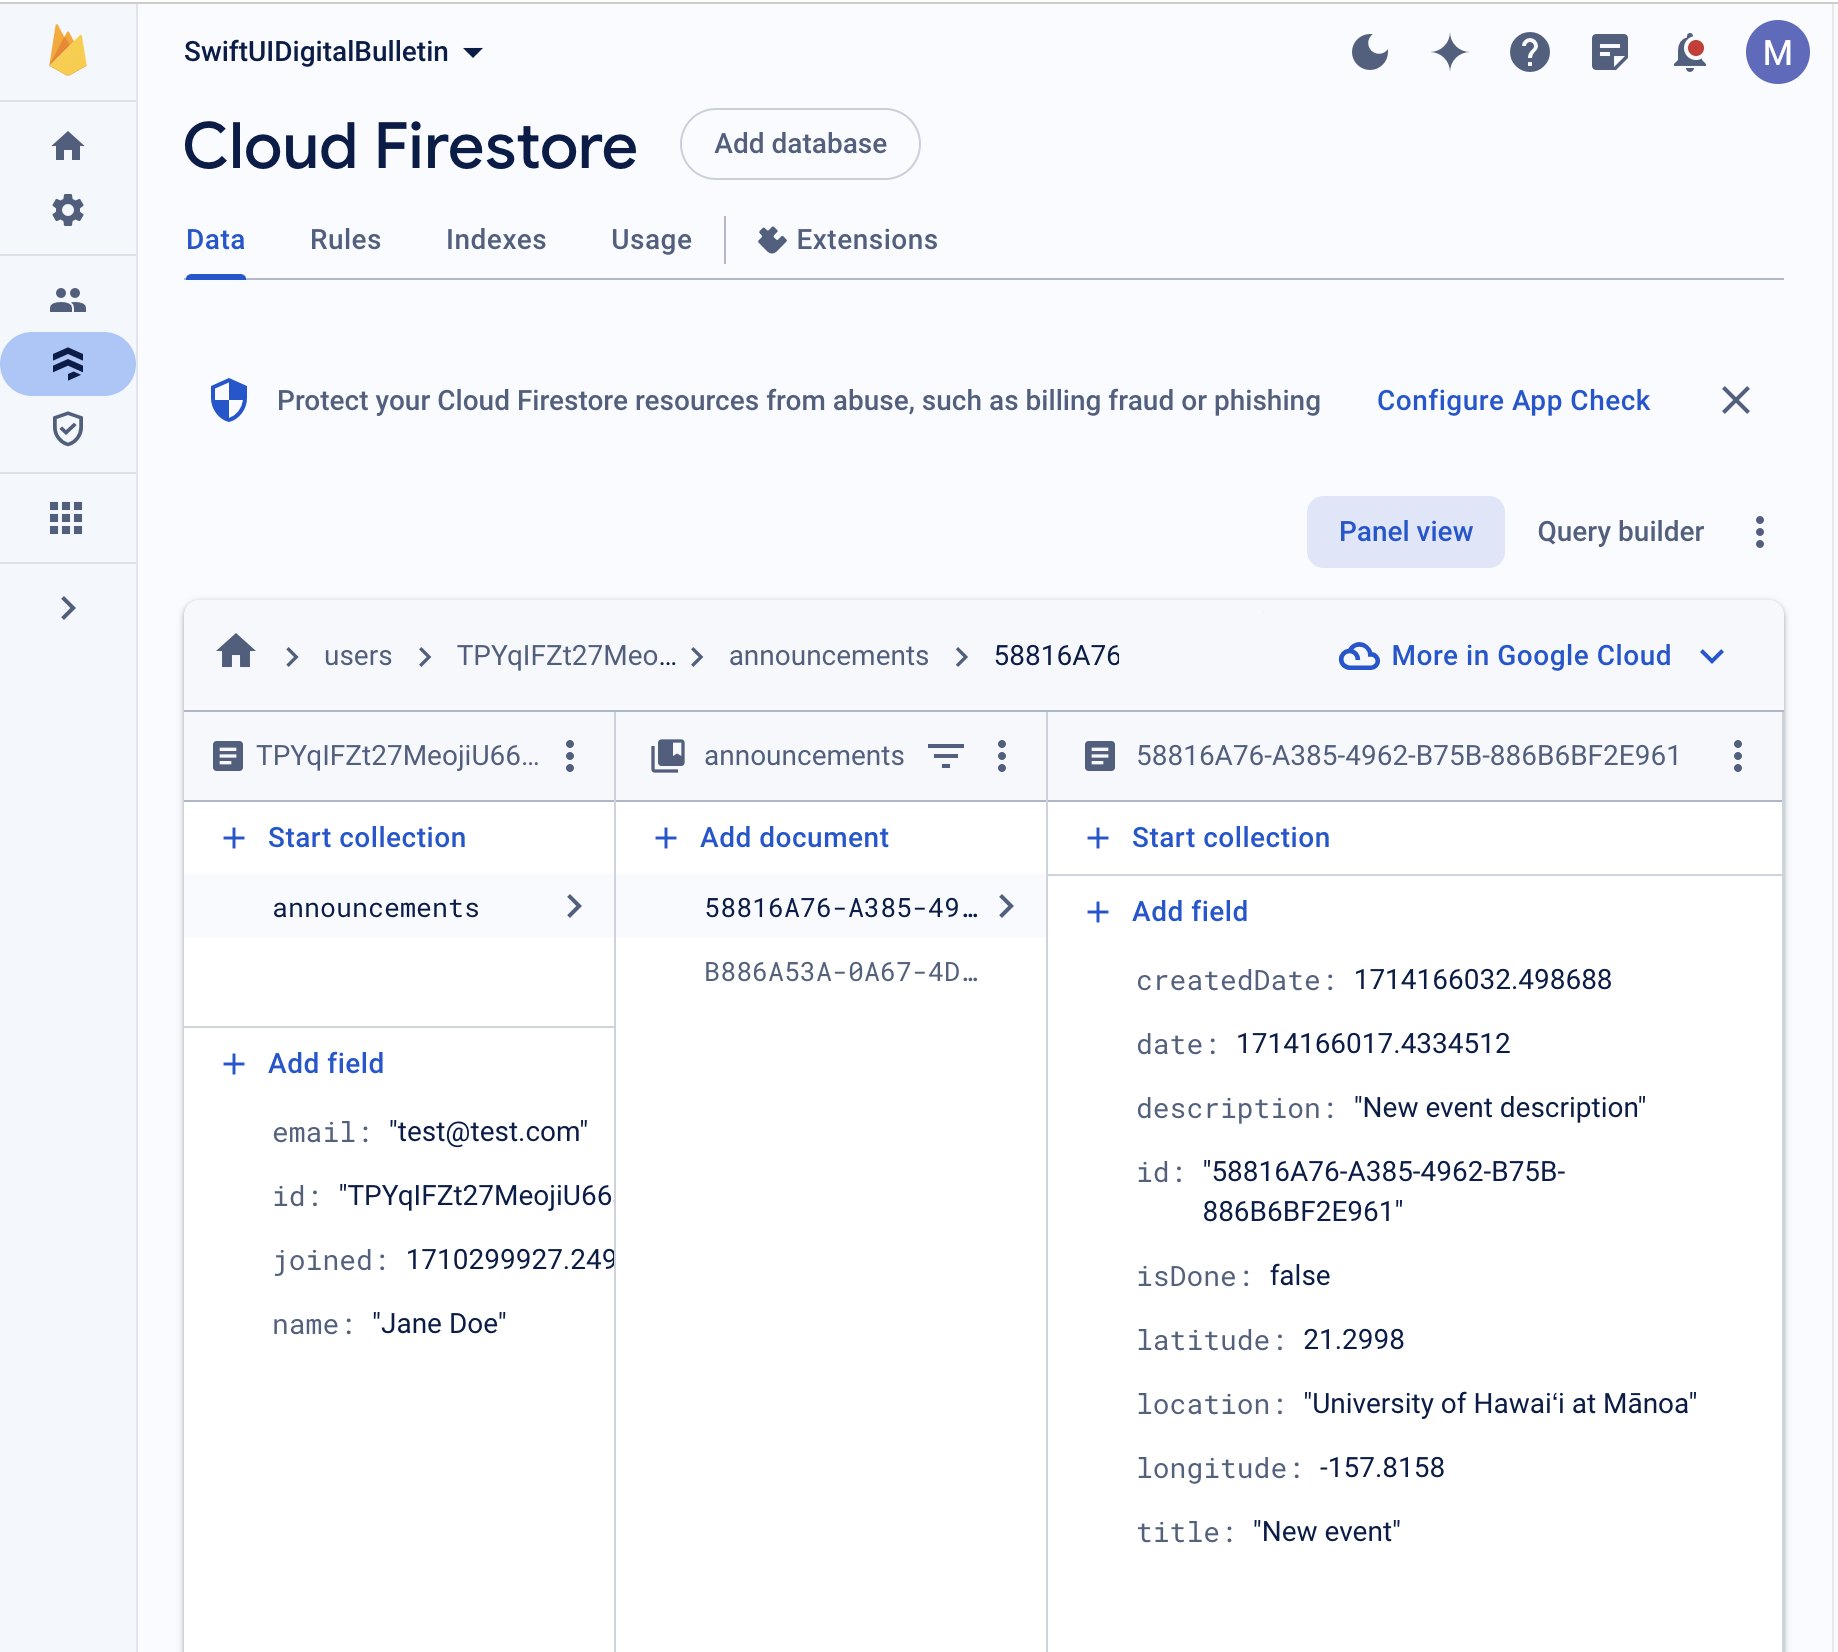 SwiftUIDigitalBulletin
M
Cloud Firestore
Add database
Data
Rules
Indexes
Usage
Extensions
Protect your Cloud Firestore resources from abuse, such as billing fraud or phishing
Configure App Check
Panel view
Query builder
users
TPYqIFZt27Meo...
announcements
58816A76
More in Google Cloud
TPYqIFZt27MeojiU66...
+ Start collection
announcements
+ Add field
email: "test@test.com"
id: "TPYqIFZt27MeojiU66
joined: 1710299927.249
name: "Jane Doe"
announcements
+ Add document
58816A76-A385-49...
B886A53A-0A67-4D...
58816A76-A385-4962-B75B-886B6BF2E961
+ Start collection
+ Add field
createdDate: 1714166032.498688
date: 1714166017.4334512
description: "New event description"
id: "58816A76-A385-4962-B75B-
886B6BF2E961"
isDone: false
latitude: 21.2998
location: "University of Hawaiʻi at Mānoa"
longitude: -157.8158
title: "New event"